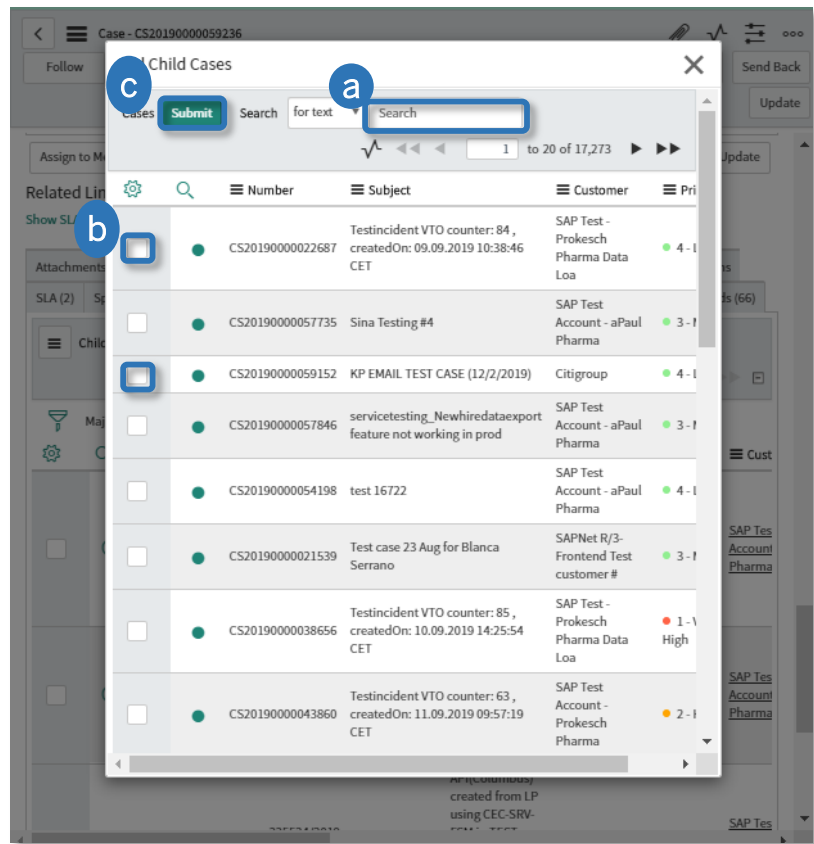 Case - CS20190000059236
Follow
Send Back
Update
Child Cases
a
c
Cases
Submit
Search
for text
Search
1 to 20 of 17,273
Assign to M
Update
Related Lin
Show SL
b
Number
Subject
Customer
Pri
CS20190000022687
Testincident VTO counter: 84 ,
createdOn: 09.09.2019 10:38:46
CET
SAP Test -
Prokesch
Pharma Data
Loa
4 - L
Attachments
ns
SLA (2)
Sp
ds (66)
CS20190000057735
Sina Testing #4
SAP Test
Account - aPaul
Pharma
3 - M
Child
CS20190000059152
KP EMAIL TEST CASE (12/2/2019)
Citigroup
4 - L
Maj
CS20190000057846
servicetesting_Newhiredataexport
feature not working in prod
SAP Test
Account - aPaul
Pharma
3 - M
Cust
CS20190000054198
test 16722
SAP Test
Account - aPaul
Pharma
4 - L
CS20190000021539
Test case 23 Aug for Blanca
Serrano
SAPNet R/3-
Frontend Test
customer #
3 - M
SAP Tes
Account
Pharma
CS20190000038656
Testincident VTO counter: 85 ,
createdOn: 10.09.2019 14:25:54
CET
SAP Test -
Prokesch
Pharma Data
Loa
1 - V
High
CS20190000043860
Testincident VTO counter: 63 ,
createdOn: 11.09.2019 09:57:19
CET
SAP Test
Account -
Prokesch
Pharma
2 - H
SAP Tes
Account
Pharma
API(Columbus)
created from LP
using CEC-SRV-
SAP Tes